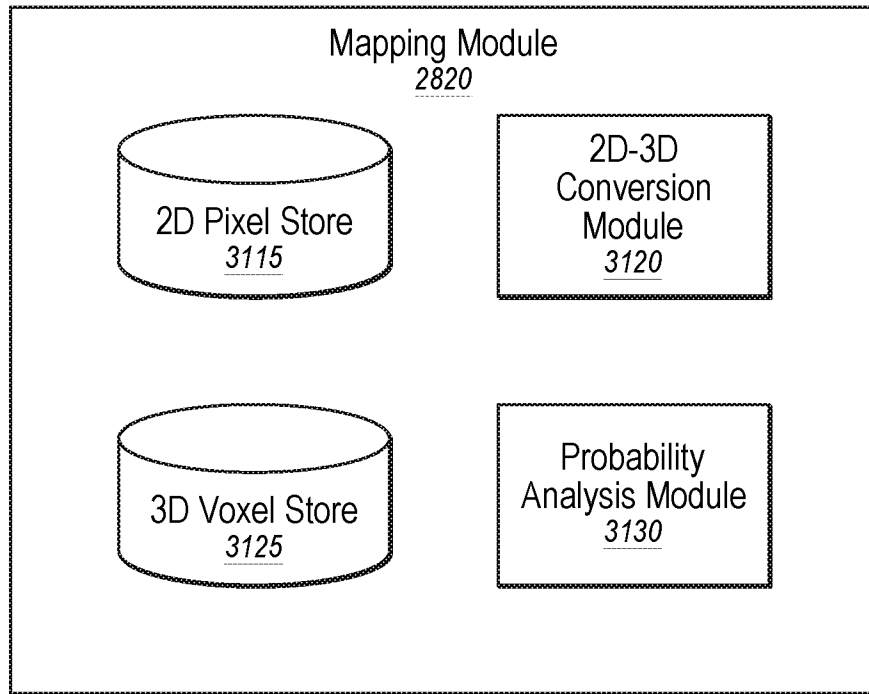 Mapping Module
2820
2D Pixel Store
3115
2D-3D
Conversion
Module
3120
3D Voxel Store
3125
Probability
Analysis Module
3130